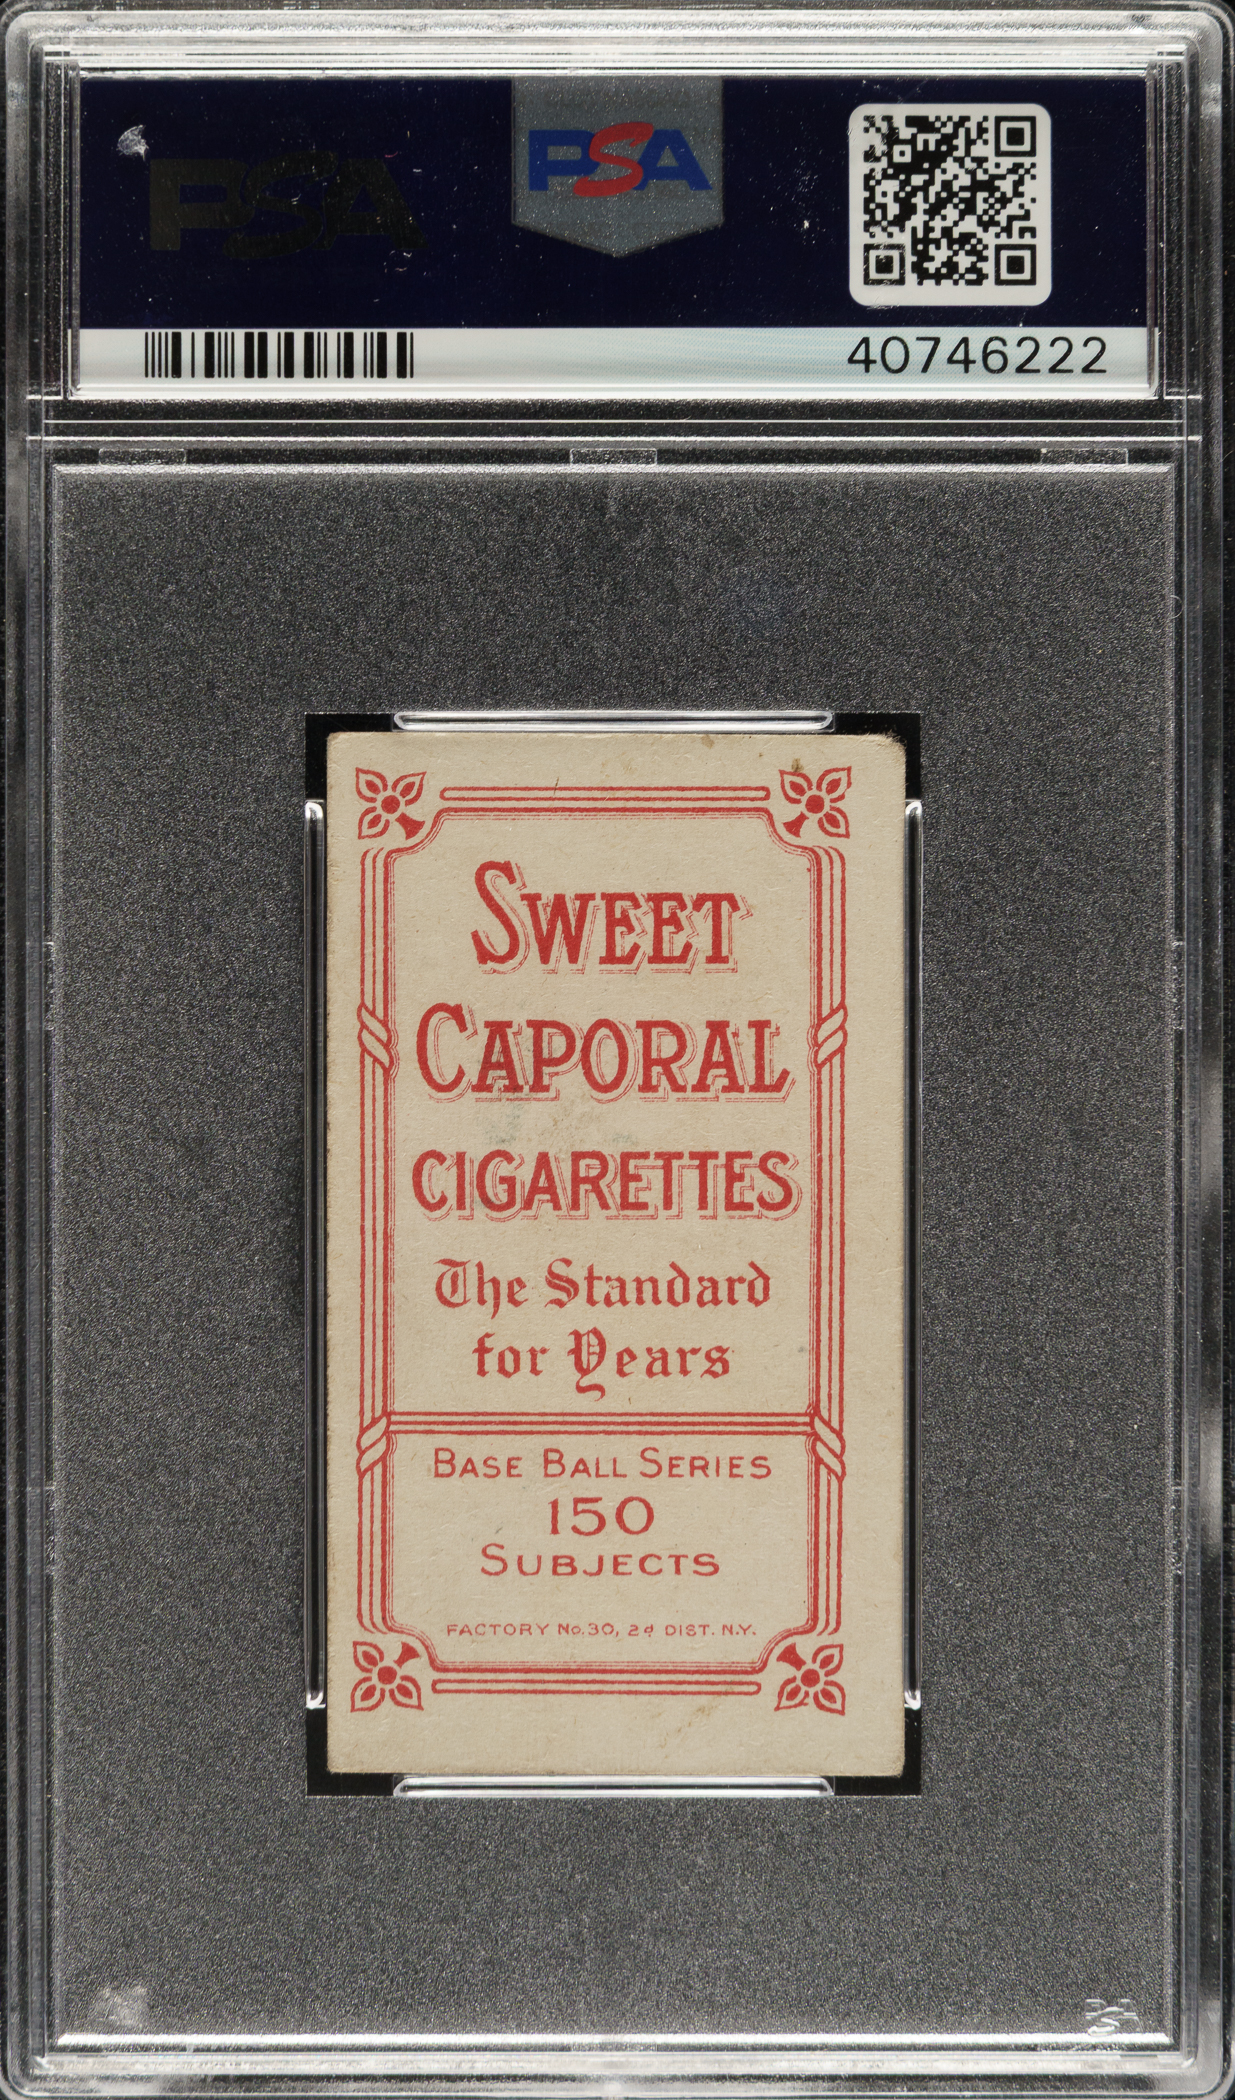 PSA
PSA
40746222
SWEET
CAPORAL
CIGARETTES
The Standard
for Years
BASE BALL SERIES
150
SUBJECTS
FACTORY No. 30, 2d DIST. N.Y.
PSA